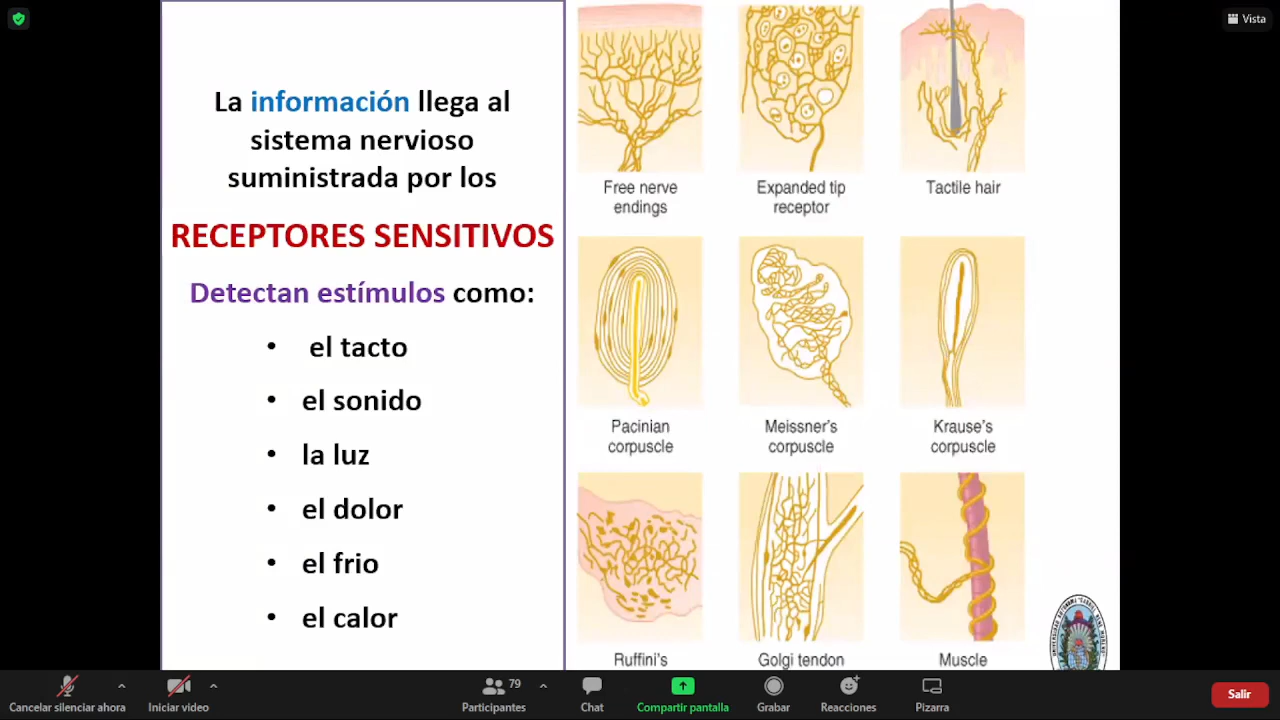 Vista
La información llega al
sistema nervioso
suministrada por los
RECEPTORES SENSITIVOS
Detectan estímulos como:
• el tacto
• el sonido
• la luz
• el dolor
• el frio
• el calor
Free nerve
endings
Expanded tip
receptor
Tactile hair
Pacinian
corpuscle
Meissner's
corpuscle
Krause's
corpuscle
Ruffini's
Golgi tendon
Muscle
Cancelar silenciar ahora
Iniciar video
79
Participantes
Chat
Compartir pantalla
Grabar
Reacciones
Pizarra
Salir